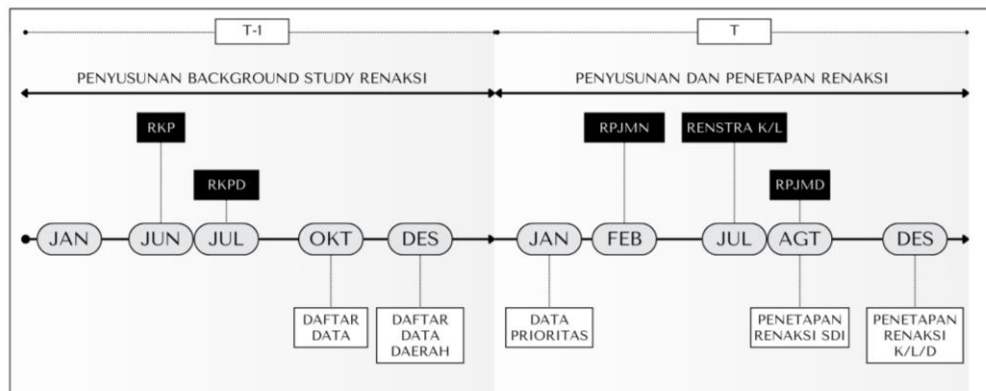 T-1
T
PENYUSUNAN BACKGROUND STUDY RENAKSI
PENYUSUNAN DAN PENETAPAN RENAKSI
RKP
RPJMN
RENSTRA K/L
RKPD
RPJMD
JAN
JUN
JUL
OKT
DES
JAN
FEB
JUL
AGT
DES
DAFTAR
DATA
DAFTAR
DATA
DAERAH
DATA
PRIORITAS
PENETAPAN
RENAKSI SDI
PENETAPAN
RENAKSI
K/L/D